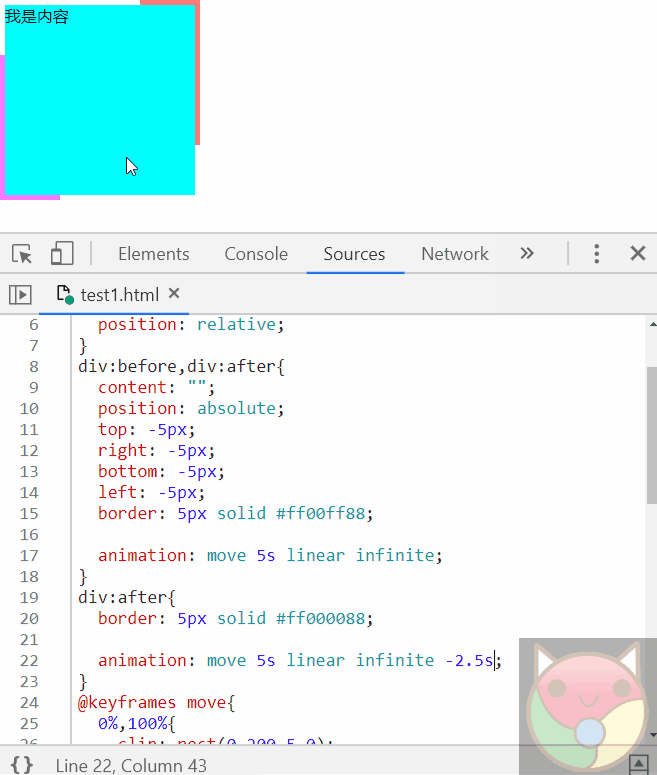 我是内容
Elements Console Sources Network »
test1.html ×
6 position: relative;
7 }
8 div:before,div:after{
9 content: "";
10 position: absolute;
11 top: -5px;
12 right: -5px;
13 bottom: -5px;
14 left: -5px;
15 border: 5px solid #ff00ff88;
16
17 animation: move 5s linear infinite;
18 }
19 div:after{
20 border: 5px solid #ff000088;
21
22 animation: move 5s linear infinite -2.5s;
23 }
24 @keyframes move{
25 0%,100%{
26 clip: rect(0,200,5,0);
{} Line 22, Column 43